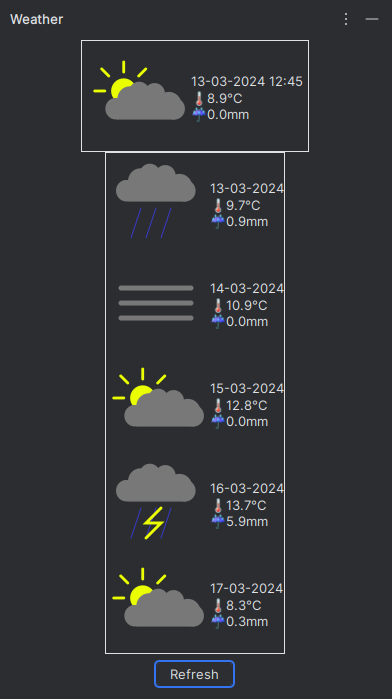 Weather
13-03-2024 12:45
8.9°C
0.0mm
13-03-2024
9.7°C
0.9mm
14-03-2024
10.9°C
0.0mm
15-03-2024
12.8°C
0.0mm
16-03-2024
13.7°C
5.9mm
17-03-2024
8.3°C
0.3mm
Refresh